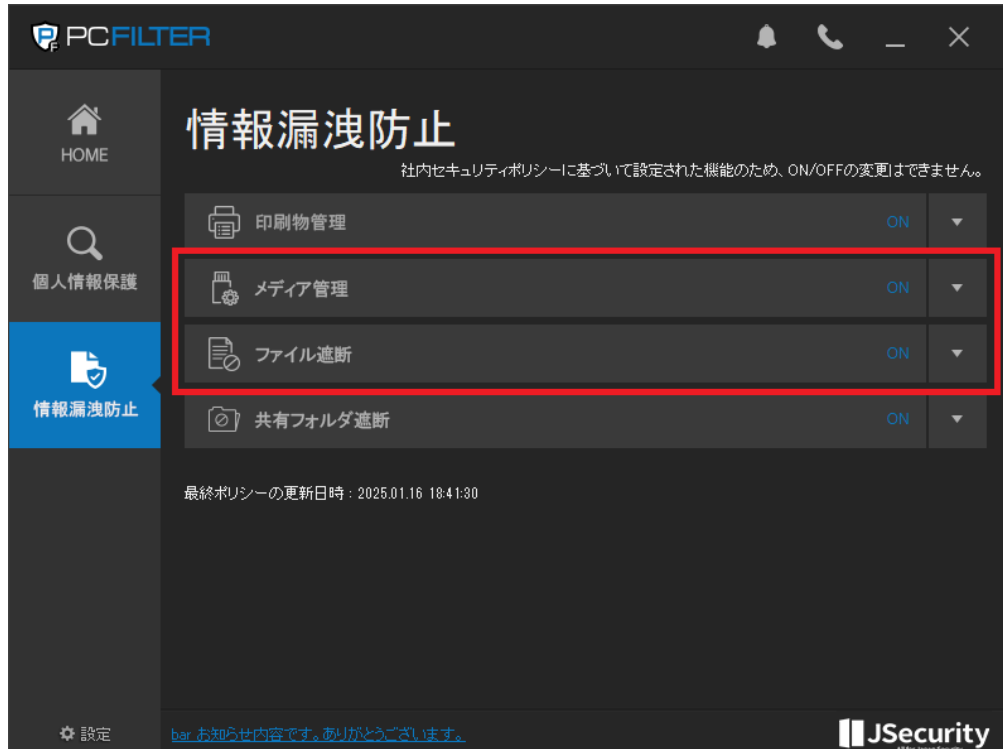 PCFILTER
HOME
個人情報保護
情報漏洩防止
設定
情報漏洩防止
社内セキュリティポリシーに基づいて設定された機能のため、ON/OFFの変更はできません。
印刷物管理 ON
メディア管理 ON
ファイル遮断 ON
共有フォルダ遮断 ON
最終ポリシーの更新日時 : 2025.01.16 18:41:30
bar お知らせ内容です。ありがとうございます。
JSecurity